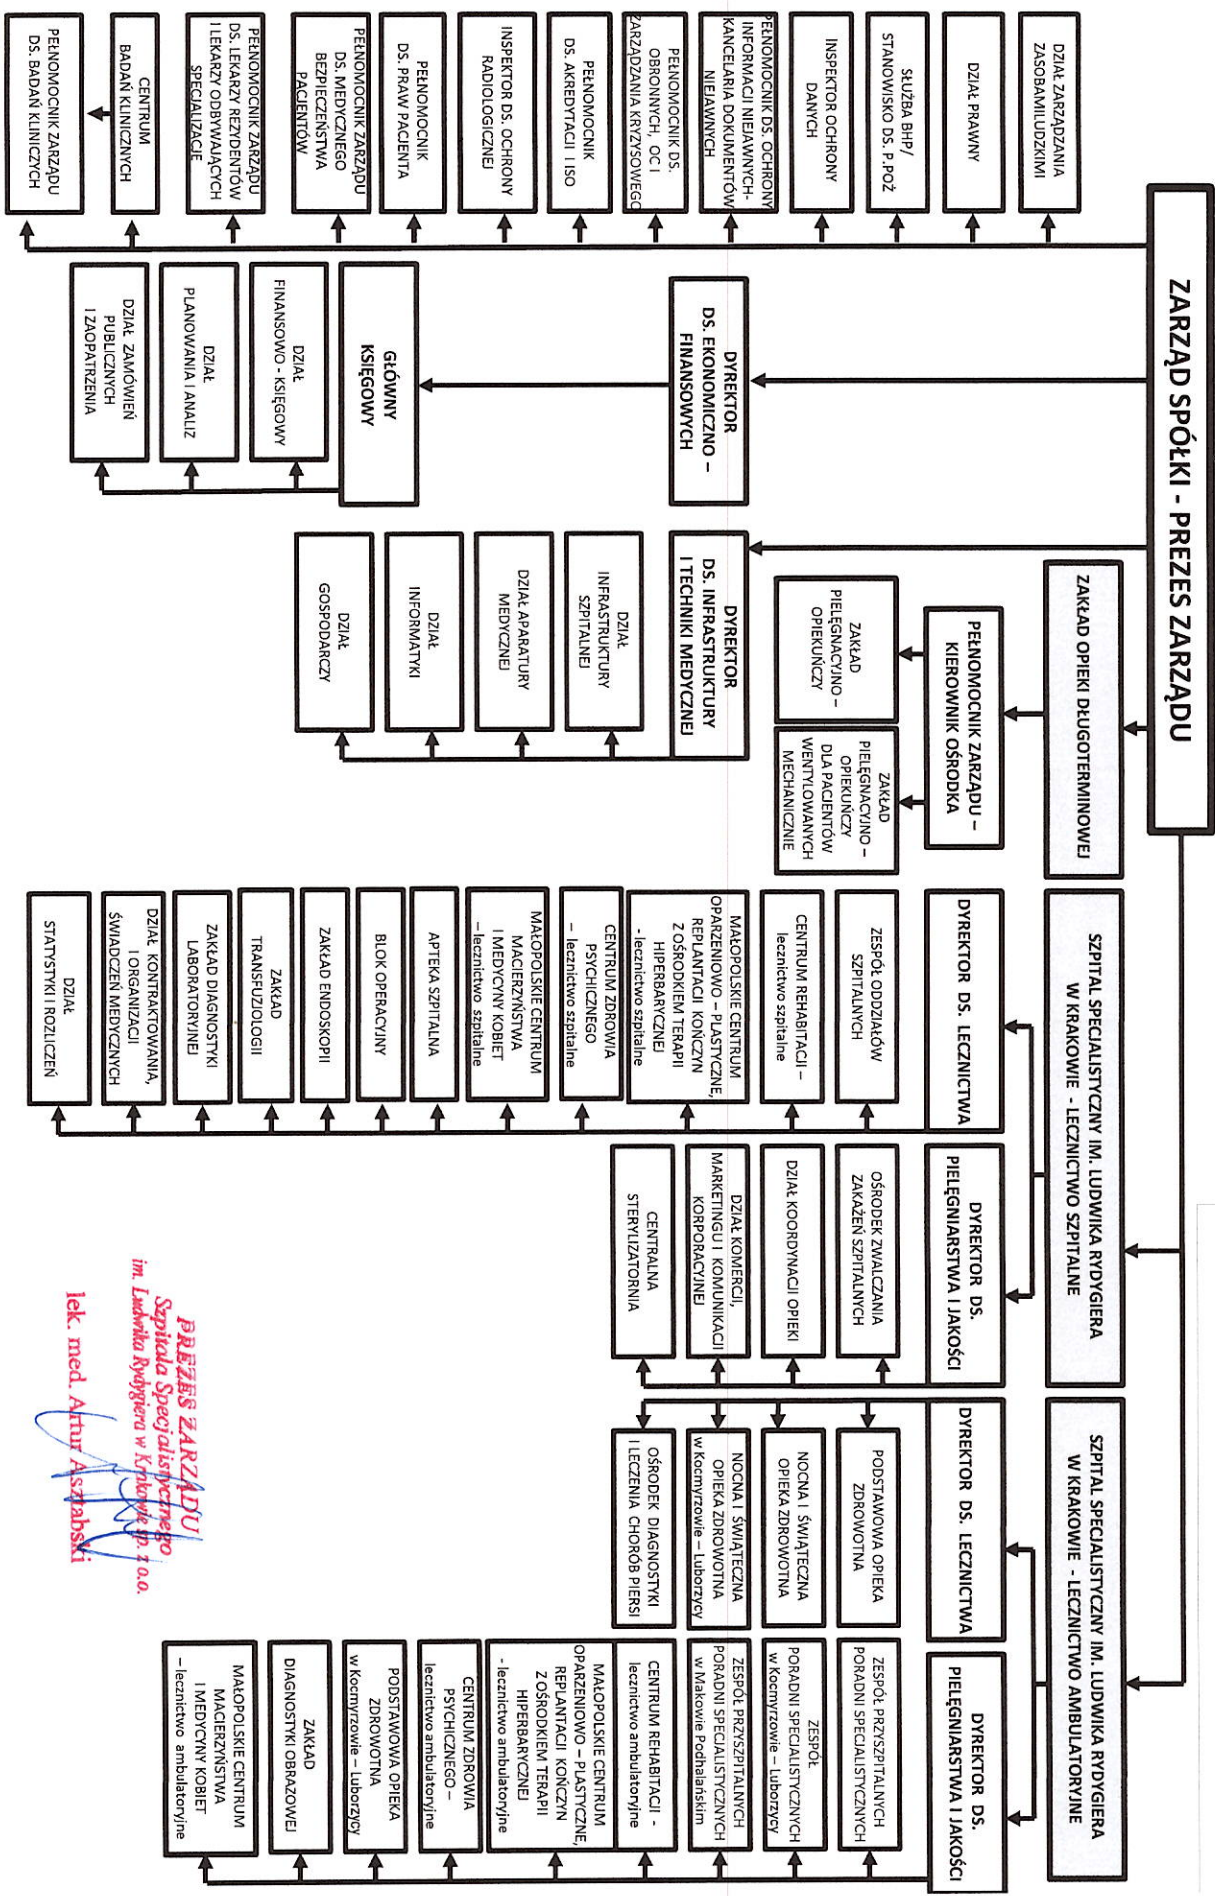 ZARZĄD SPÓŁKI - PREZES ZARZĄDU
DZIAŁ ZARZĄDZANIA
ZASOBAMILUDZKIMI
DZIAŁ PRAWNY
SŁUŻBA BHP/
STANOWISKO DS. P.POŻ
INSPEKTOR OCHRONY
DANYCH
PEŁNOMOCNIK DS. OCHRONY
INFORMACJI NIEJAWNYCH-
KANCELARIA DOKUMENTÓW
NIEJAWNYCH
PEŁNOMOCNIK DS.
OBRONNYCH, OC I
ZARZĄDZANIA KRYZYSOWEGO
PEŁNOMOCNIK
DS. AKREDYTACJI I ISO
INSPEKTOR DS. OCHRONY
RADIOLOGICZNEJ
PEŁNOMOCNIK
DS. PRAW PACJENTA
PEŁNOMOCNIK ZARZĄDU
DS. MEDYCZNEGO
BEZPIECZEŃSTWA
PACJENTÓW
PEŁNOMOCNIK ZARZĄDU
DS. LEKARZY REZYDENTÓW
I LEKARZY ODBYWAJĄCYCH
SPECJALIZACJE
CENTRUM
BADAŃ KLINICZNYCH
PEŁNOMOCNIK ZARZĄDU
DS. BADAŃ KLINICZNYCH
DYREKTOR
DS. EKONOMICZNO –
FINANSOWYCH
GŁÓWNY
KSIĘGOWY
DZIAŁ
FINANSOWO - KSIĘGOWY
DZIAŁ
PLANOWANIA I ANALIZ
DZIAŁ ZAMÓWIEŃ
PUBLICZNYCH
I ZAOPATRZENIA
DYREKTOR
DS. INFRASTRUKTURY
I TECHNIKI MEDYCZNEJ
DZIAŁ
INFRASTRUKTURY
SZPITALNEJ
DZIAŁ APARATURY
MEDYCZNEJ
DZIAŁ
INFORMATYKI
DZIAŁ
GOSPODARCZY
ZAKŁAD OPIEKI DŁUGOTERMINOWEJ
PEŁNOMOCNIK ZARZĄDU –
KIEROWNIK OŚRODKA
ZAKŁAD
PIELĘGNACYJNO –
OPIEKUŃCZY
ZAKŁAD
PIELĘGNACYJNO –
OPIEKUŃCZY
DLA PACJENTÓW
WENTYLOWANYCH
MECHANICZNIE
SZPITAL SPECJALISTYCZNY IM. LUDWIKA RYDYGIERA
W KRAKOWIE - LECZNICTWO SZPITALNE
DYREKTOR DS. LECZNICTWA
ZESPÓŁ ODDZIAŁÓW
SZPITALNYCH
CENTRUM REHABITACJI –
lecznictwo szpitalne
MAŁOPOLSKIE CENTRUM
OPARZENIOWO – PLASTYCZNE,
REPLANTACJI KOŃCZYN
Z OŚRODKIEM TERAPII
HIPERBARYCZNEJ
- lecznictwo szpitalne
CENTRUM ZDROWIA
PSYCHICZNEGO
– lecznictwo szpitalne
MAŁOPOLSKIE CENTRUM
MACIERZYŃSTWA
I MEDYCYNY KOBIET
– lecznictwo szpitalne
APTEKA SZPITALNA
BLOK OPERACYJNY
ZAKŁAD ENDOSKOPII
ZAKŁAD
TRANSFUZJOLOGII
ZAKŁAD DIAGNOSTYKI
LABORATORYJNEJ
DZIAŁ KONTRAKTOWANIA,
I ORGANIZACJI
ŚWIADCZEŃ MEDYCZNYCH
DZIAŁ
STATYSTYKI I ROZLICZEŃ
DYREKTOR DS.
PIELĘGNIARSTWA I JAKOŚCI
OŚRODEK ZWALCZANIA
ZAKAŻEŃ SZPITALNYCH
DZIAŁ KOORDYNACJI OPIEKI
DZIAŁ KOMERCJI,
MARKETINGU I KOMUNIKACJI
KORPORACYJNEJ
CENTRALNA
STERYLIZATORNIA
SZPITAL SPECJALISTYCZNY IM. LUDWIKA RYDYGIERA
W KRAKOWIE - LECZNICTWO AMBULATORYJNE
DYREKTOR DS. LECZNICTWA
PODSTAWOWA OPIEKA
ZDROWOTNA
NOCNA I ŚWIĄTECZNA
OPIEKA ZDROWOTNA
NOCNA I ŚWIĄTECZNA
OPIEKA ZDROWOTNA
w Kocmyrzowie – Luborzycy
OŚRODEK DIAGNOSTYKI
I LECZENIA CHORÓB PIERSI
DYREKTOR DS.
PIELĘGNIARSTWA I JAKOŚCI
ZESPÓŁ PRZYSZPITALNYCH
PORADNI SPECJALISTYCZNYCH
ZESPÓŁ
PORADNI SPECJALISTYCZNYCH
w Kocmyrzowie – Luborzycy
ZESPÓŁ PRZYSZPITALNYCH
PORADNI SPECJALISTYCZNYCH
w Makowie Podhalańskim
CENTRUM REHABITACJI -
lecznictwo ambulatoryjne
MAŁOPOLSKIE CENTRUM
OPARZENIOWO – PLASTYCZNE,
REPLANTACJI KOŃCZYN
Z OŚRODKIEM TERAPII
HIPERBARYCZNEJ
- lecznictwo ambulatoryjne
CENTRUM ZDROWIA
PSYCHICZNEGO –
lecznictwo ambulatoryjne
PODSTAWOWA OPIEKA
ZDROWOTNA
w Kocmyrzowie – Luborzycy
ZAKŁAD
DIAGNOSTYKI OBRAZOWEJ
MAŁOPOLSKIE CENTRUM
MACIERZYŃSTWA
I MEDYCYNY KOBIET
– lecznictwo ambulatoryjne
PREZES ZARZĄDU
Szpitala Specjalistycznego
im. Ludwika Rydygiera w Krakowie sp. z o.o.
lek. med. Artur Asztabski